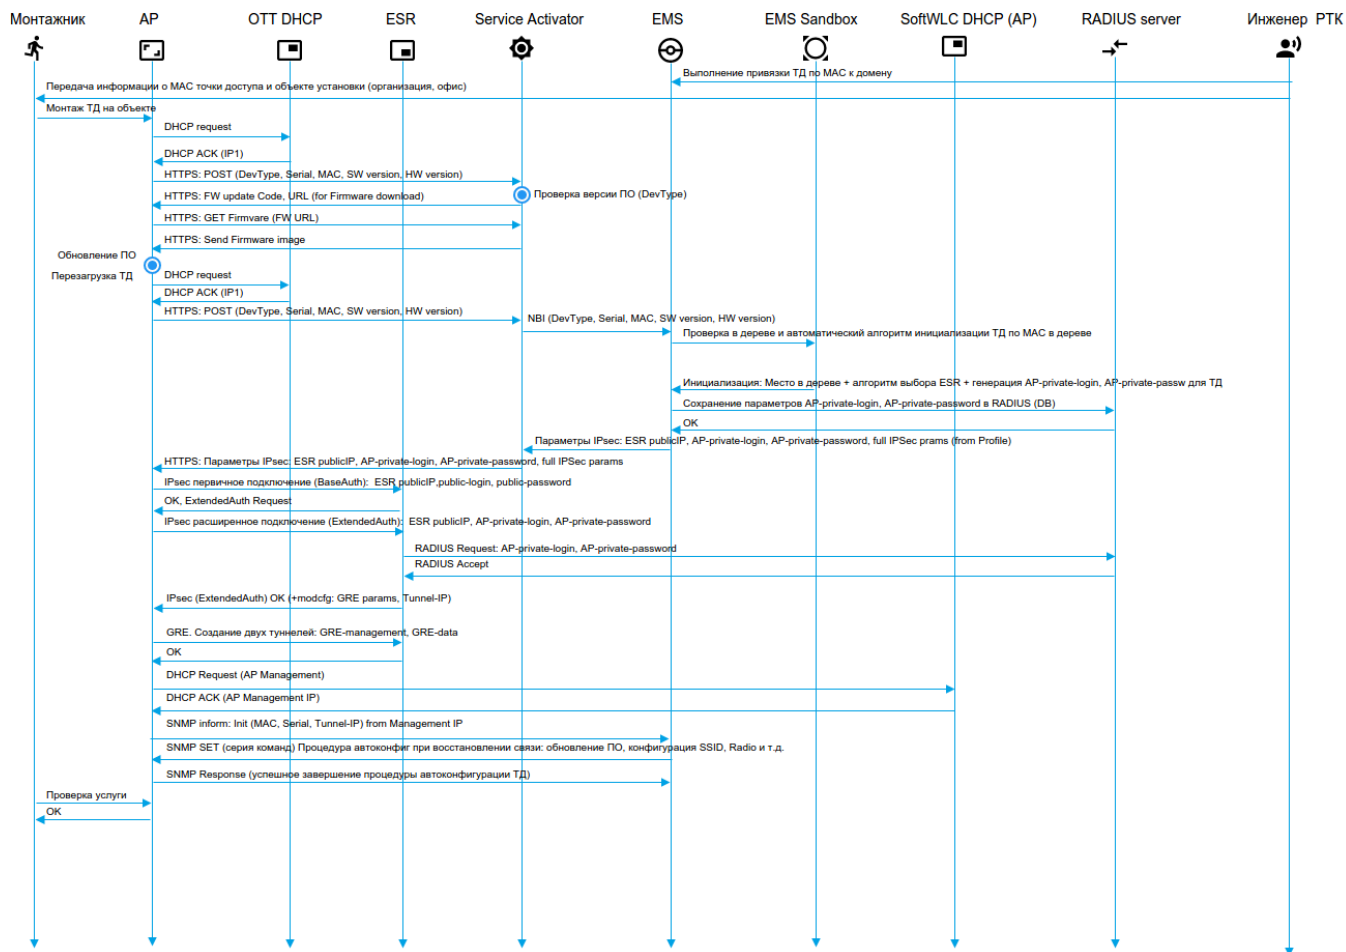 Монтажник
AP
OTT DHCP
ESR
Service Activator
EMS
EMS Sandbox
SoftWLC DHCP (AP)
RADIUS server
Инженер РТК
Выполнение привязки ТД по MAC к домену
Передача информации о MAC точки доступа и объекте установки (организация, офис)
Монтаж ТД на объекте
DHCP request
DHCP ACK (IP1)
HTTPS: POST (DevType, Serial, MAC, SW version, HW version)
Проверка версии ПО (DevType)
HTTPS: FW update Code, URL (for Firmware download)
HTTPS: GET Firmvare (FW URL)
HTTPS: Send Firmware image
Обновление ПО
Перезагрузка ТД
DHCP request
DHCP ACK (IP1)
HTTPS: POST (DevType, Serial, MAC, SW version, HW version)
NBI (DevType, Serial, MAC, SW version, HW version)
Проверка в дереве и автоматический алгоритм инициализации ТД по MAC в дереве
Инициализация: Место в дереве + алгоритм выбора ESR + генерация AP-private-login, AP-private-passw для ТД
Сохранение параметров AP-private-login, AP-private-password в RADIUS (DB)
OK
Параметры IPsec: ESR publicIP, AP-private-login, AP-private-password, full IPSec prams (from Profile)
HTTPS: Параметры IPsec: ESR publicIP, AP-private-login, AP-private-password, full IPSec params
IPsec первичное подключение (BaseAuth): ESR publicIP,public-login, public-password
OK, ExtendedAuth Request
IPsec расширенное подключение (ExtendedAuth): ESR publicIP, AP-private-login, AP-private-password
RADIUS Request: AP-private-login, AP-private-password
RADIUS Accept
IPsec (ExtendedAuth) OK (+modcfg: GRE params, Tunnel-IP)
GRE. Создание двух туннелей: GRE-management, GRE-data
OK
DHCP Request (AP Management)
DHCP ACK (AP Management IP)
SNMP inform: Init (MAC, Serial, Tunnel-IP) from Management IP
SNMP SET (серия команд) Процедура автоконфиг при восстановлении связи: обновление ПО, конфигурация SSID, Radio и т.д.
SNMP Response (успешное завершение процедуры автоконфигурации ТД)
Проверка услуги
OK